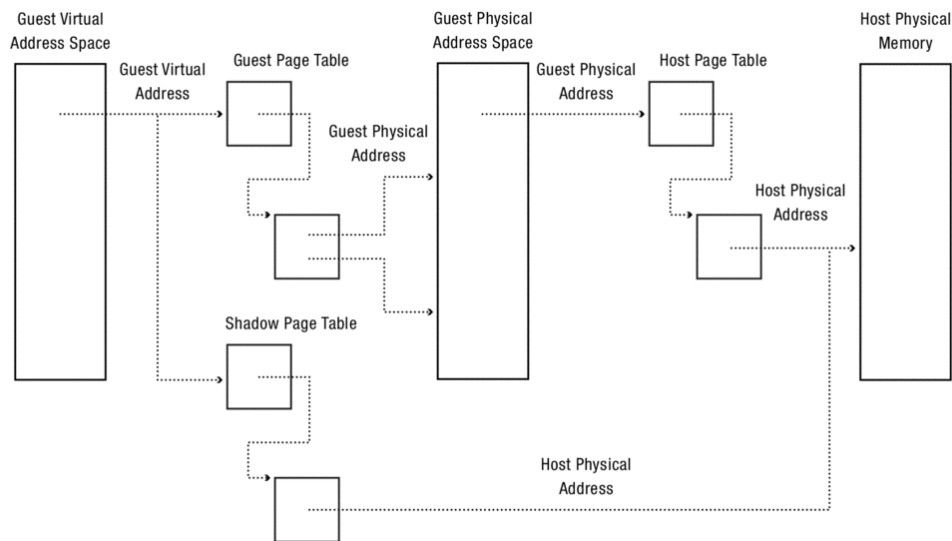 Guest Virtual
Address Space
Guest Physical
Address Space
Host Physical
Memory
Guest Virtual
Address
Guest Page Table
Guest Physical
Address
Guest Physical
Address
Host Page Table
Host Physical
Address
Shadow Page Table
Host Physical
Address